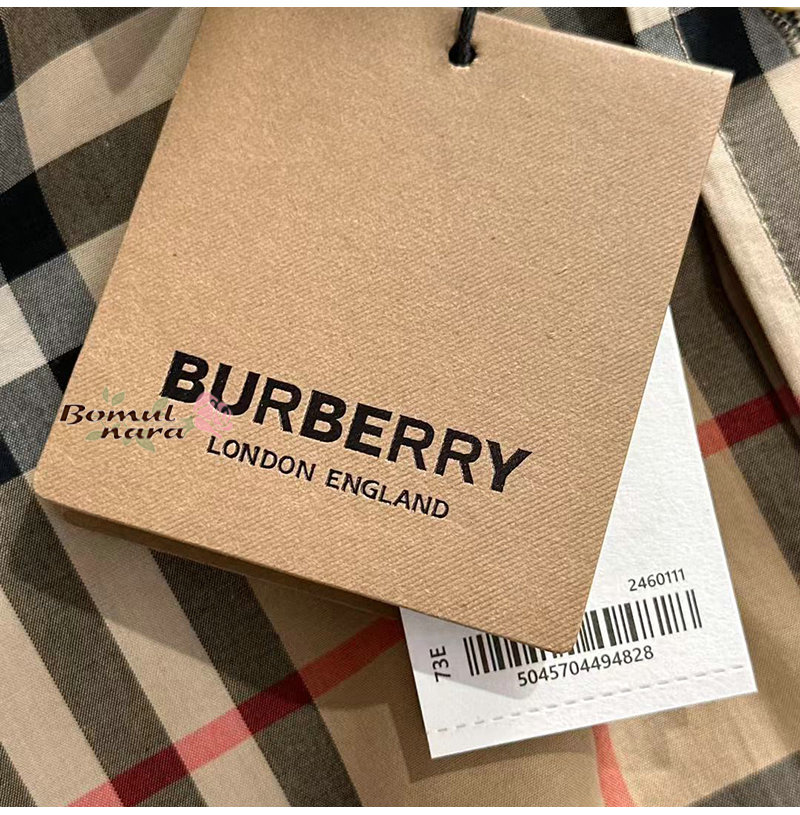 BURBERRY
LONDON ENGLAND
Bomul
nara
2460111
73E
5045704494828